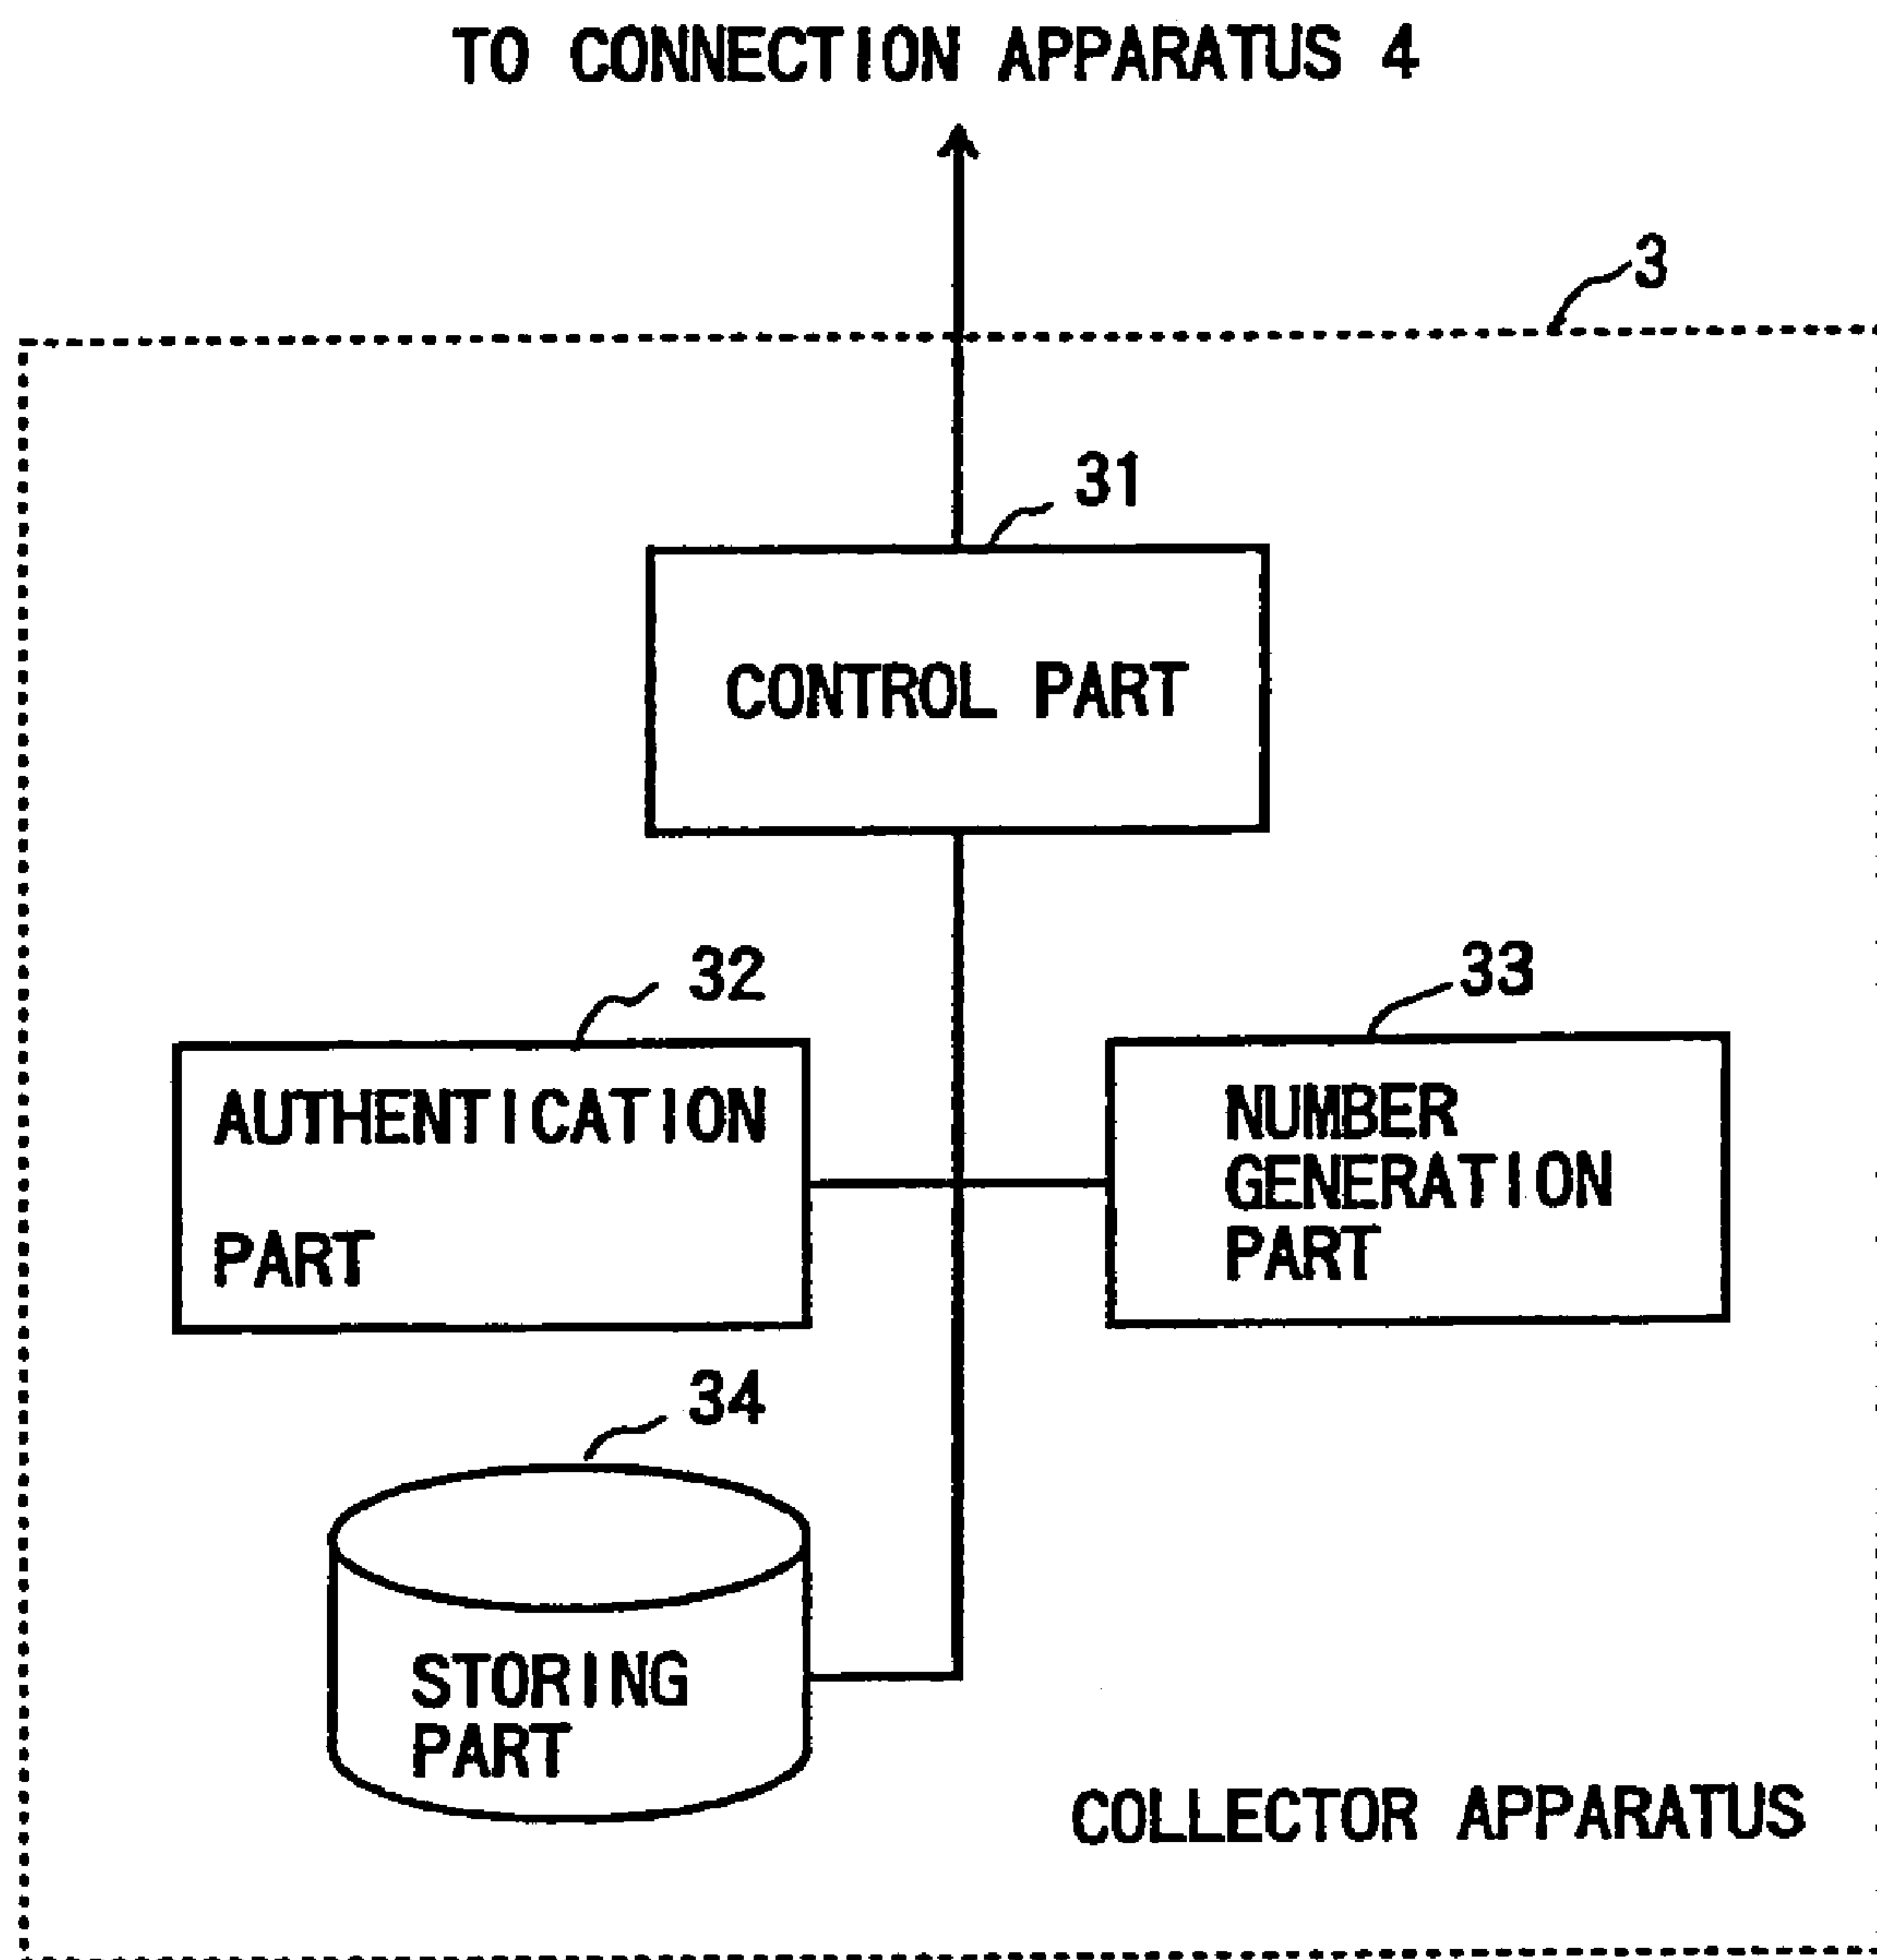 TO CONNECTION APPARATUS 4
3
31
CONTROL PART
32
33
AUTHENTICATION
PART
NUMBER
GENERATION
PART
34
STORING
PART
COLLECTOR APPARATUS